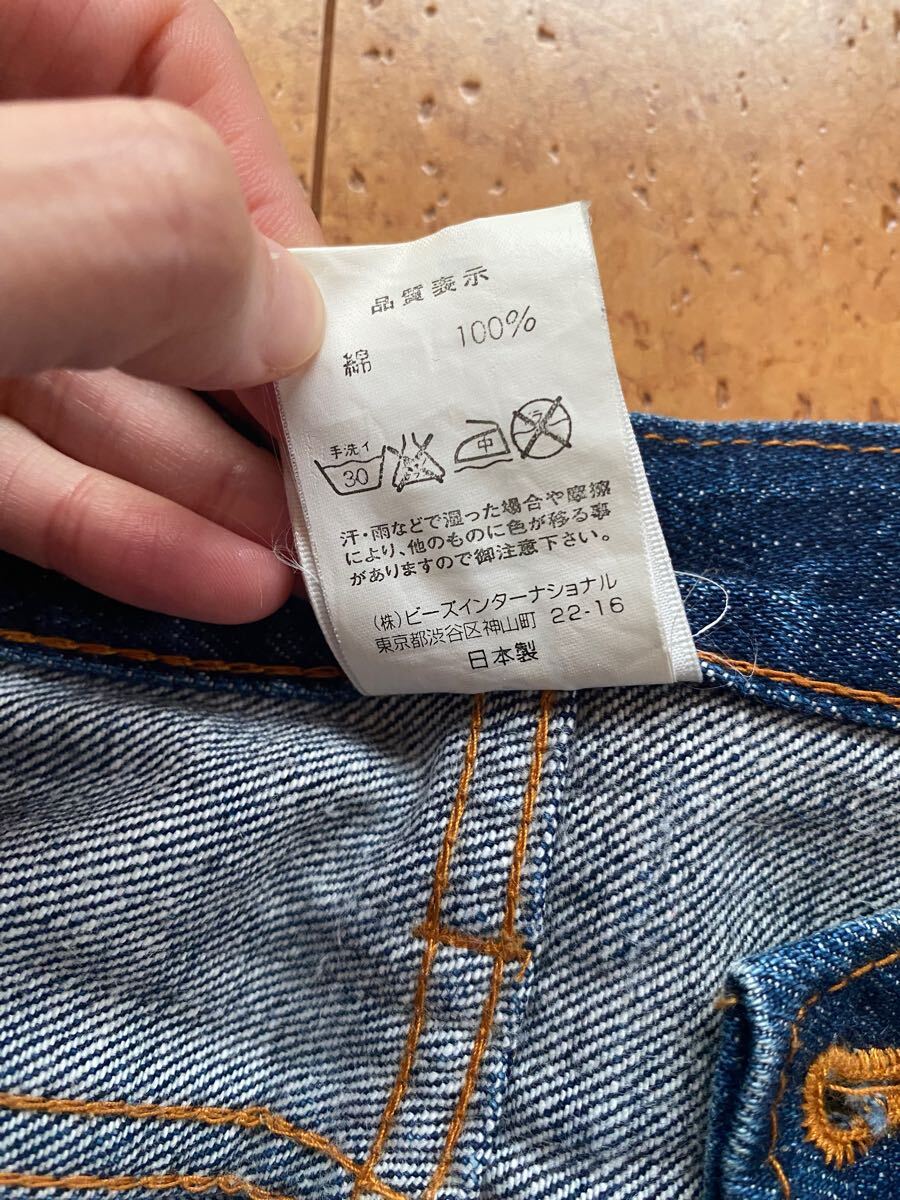 品質表示
綿 100%
手洗イ
30 中 ドライ
汗・雨などで湿った場合や摩擦
により、他のものに色が移る事
がありますので御注意下さい。
(株)ビーズインターナショナル
東京都渋谷区神山町 22-16
日本製